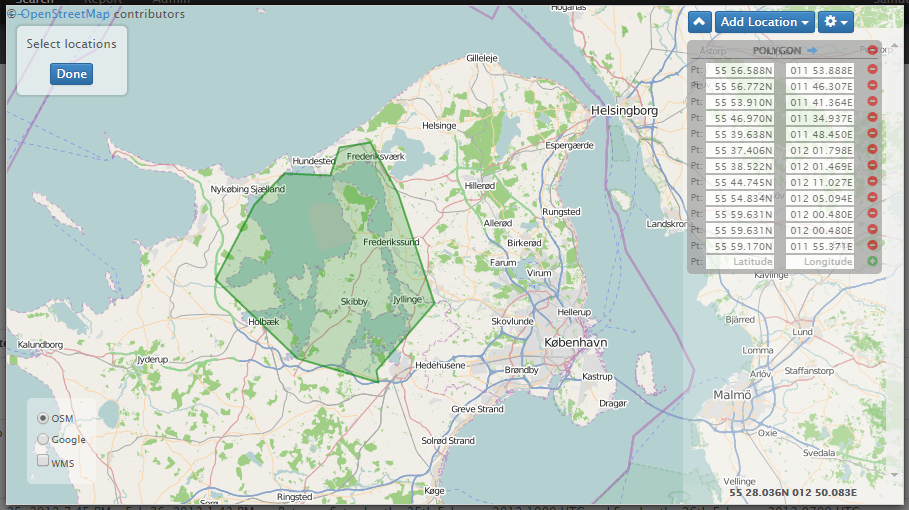 Search Report Admin
© OpenStreetMap contributors
Select locations
Done
Add Location
POLYGON
Pt: 55 56.588N 011 53.888E
Pt: 55 56.772N 011 46.307E
Pt: 55 53.910N 011 41.364E
Pt: 55 46.970N 011 34.937E
Pt: 55 39.638N 011 48.450E
Pt: 55 37.406N 012 01.798E
Pt: 55 38.522N 012 01.469E
Pt: 55 44.745N 012 11.027E
Pt: 55 54.834N 012 05.094E
Pt: 55 59.631N 012 00.480E
Pt: 55 59.631N 012 00.480E
Pt: 55 59.170N 011 55.371E
Pt: Latitude Longitude
Höganäs
Åstorp
Gilleleje
Helsingborg
Helsinge
Espergærde
Hundested
Frederiksværk
Nykøbing Sjælland
Hillerød
Allerød
Rungsted
Landskrona
Birkerød
Frederikssund
Farum
Virum
Kävlinge
Skibby
Jyllinge
Hellerup
Holbæk
Skovlunde
Bjärred
Lund
København
Kalundborg
Lomma
Jyderup
Hedehusene
Brøndby
Kastrup
Arlöv
Staffanstorp
Malmö
Dragør
Greve Strand
Oxie
Solrød Strand
Svedala
Køge
Vellinge
Ringsted
Sorø
OSM
Google
WMS
55 28.036N 012 50.083E